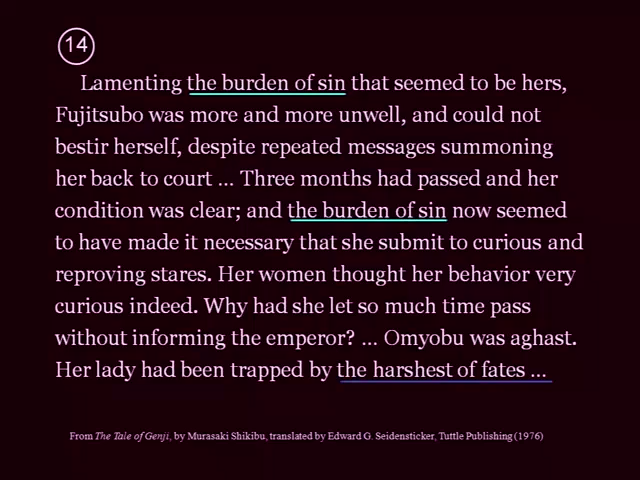 14
Lamenting the burden of sin that seemed to be hers,
Fujitsubo was more and more unwell, and could not
bestir herself, despite repeated messages summoning
her back to court ... Three months had passed and her
condition was clear; and the burden of sin now seemed
to have made it necessary that she submit to curious and
reproving stares. Her women thought her behavior very
curious indeed. Why had she let so much time pass
without informing the emperor? ... Omyobu was aghast.
Her lady had been trapped by the harshest of fates ...
From The Tale of Genji, by Murasaki Shikibu, translated by Edward G. Seidensticker, Tuttle Publishing (1976)